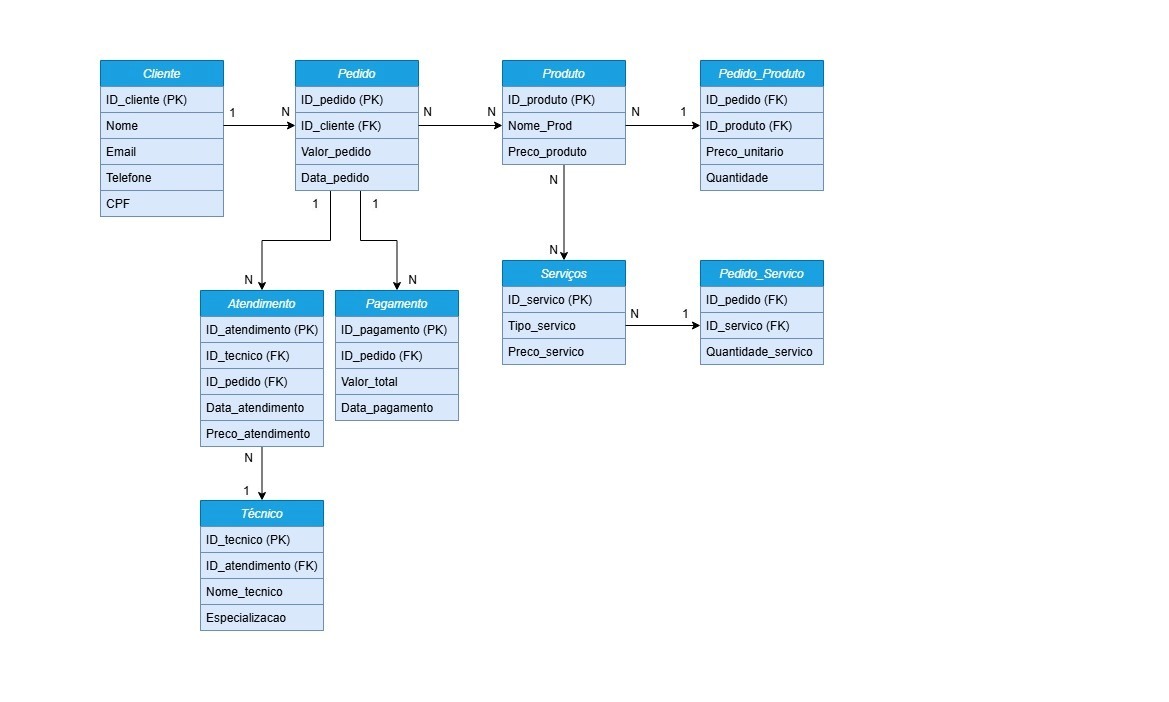 Cliente
ID_cliente (PK)
Nome
Email
Telefone
CPF
1
N
Pedido
ID_pedido (PK)
ID_cliente (FK)
Valor_pedido
Data_pedido
N
N
Produto
ID_produto (PK)
Nome_Prod
Preco_produto
N
1
Pedido_Produto
ID_pedido (FK)
ID_produto (FK)
Preco_unitario
Quantidade
1
1
N
N
N
N
Atendimento
ID_atendimento (PK)
ID_tecnico (FK)
ID_pedido (FK)
Data_atendimento
Preco_atendimento
Pagamento
ID_pagamento (PK)
ID_pedido (FK)
Valor_total
Data_pagamento
Serviços
ID_servico (PK)
Tipo_servico
Preco_servico
N
1
Pedido_Servico
ID_pedido (FK)
ID_servico (FK)
Quantidade_servico
N
1
Técnico
ID_tecnico (PK)
ID_atendimento (FK)
Nome_tecnico
Especializacao